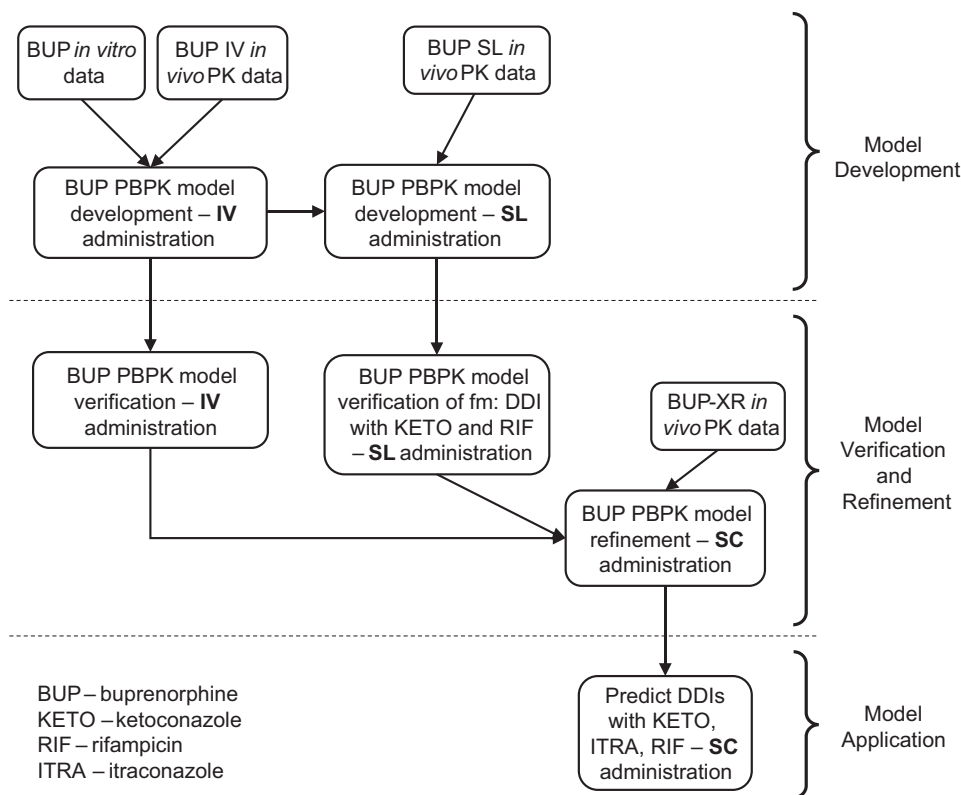 BUP in vitro
data
BUP IV in
vivo PK data
BUP SL in
vivo PK data
BUP PBPK model
development – IV
administration
BUP PBPK model
development – SL
administration
Model
Development
BUP PBPK model
verification – IV
administration
BUP PBPK model
verification of fm: DDI
with KETO and RIF
– SL administration
BUP-XR in
vivo PK data
BUP PBPK model
refinement – SC
administration
Model
Verification
and
Refinement
BUP – buprenorphine
KETO – ketoconazole
RIF – rifampicin
ITRA – itraconazole
Predict DDIs
with KETO,
ITRA, RIF – SC
administration
Model
Application